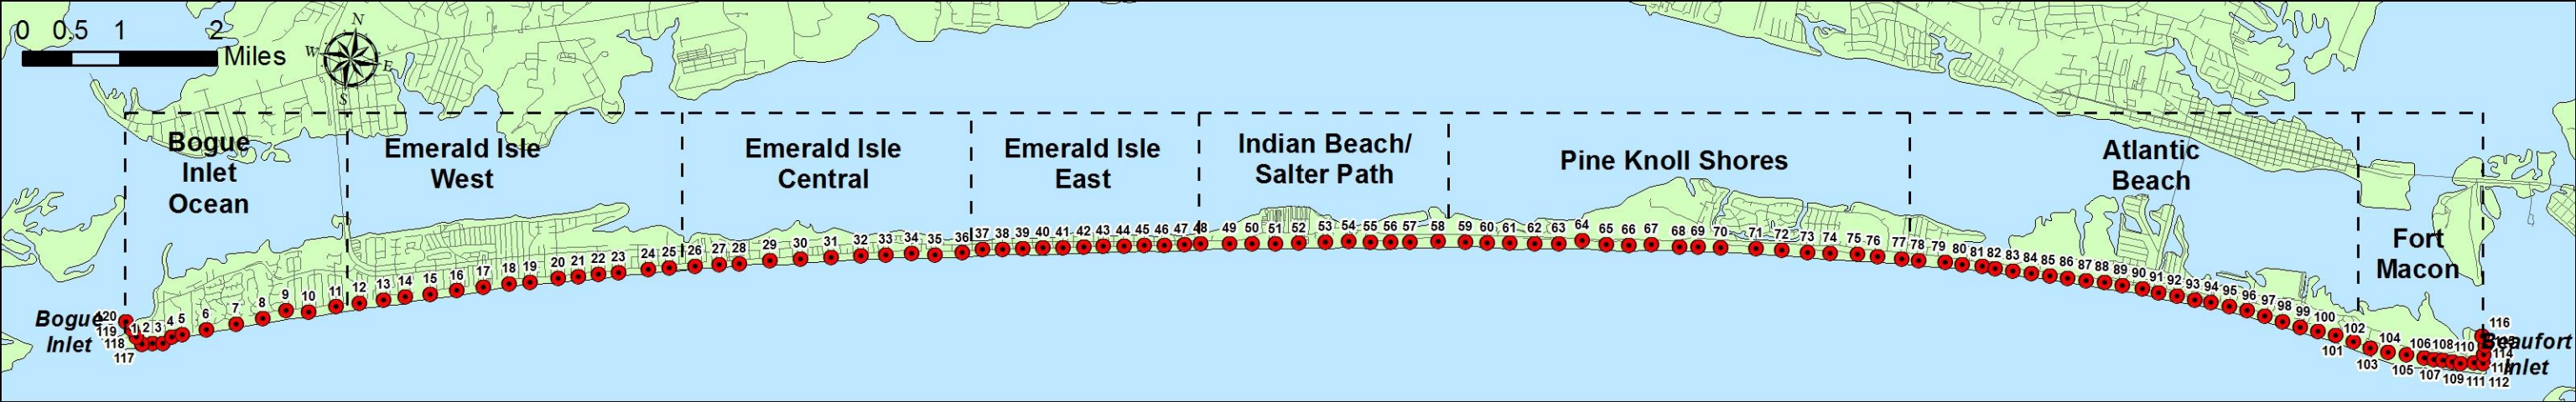 0 0.5 1 2
Miles
N
W
E
S
Bogue
Inlet
Ocean
Emerald Isle
West
Emerald Isle
Central
Emerald Isle
East
Indian Beach/
Salter Path
Pine Knoll Shores
Atlantic
Beach
Fort
Macon
Bogue
Inlet
120
119
118
117
1 2 3 4 5 6 7 8 9 10 11 12 13 14 15 16 17 18 19 20 21 22 23 24 25 26 27 28 29 30 31 32 33 34 35 36 37 38 39 40 41 42 43 44 45 46 47 48 49 50 51 52 53 54 55 56 57 58 59 60 61 62 63 64 65 66 67 68 69 70 71 72 73 74 75 76 77 78 79 80 81 82 83 84 85 86 87 88 89 90 91 92 93 94 95 96 97 98 99 100
101
102
103
104
105
106 108 110
107 109 111 112
116
114
Beaufort
Inlet